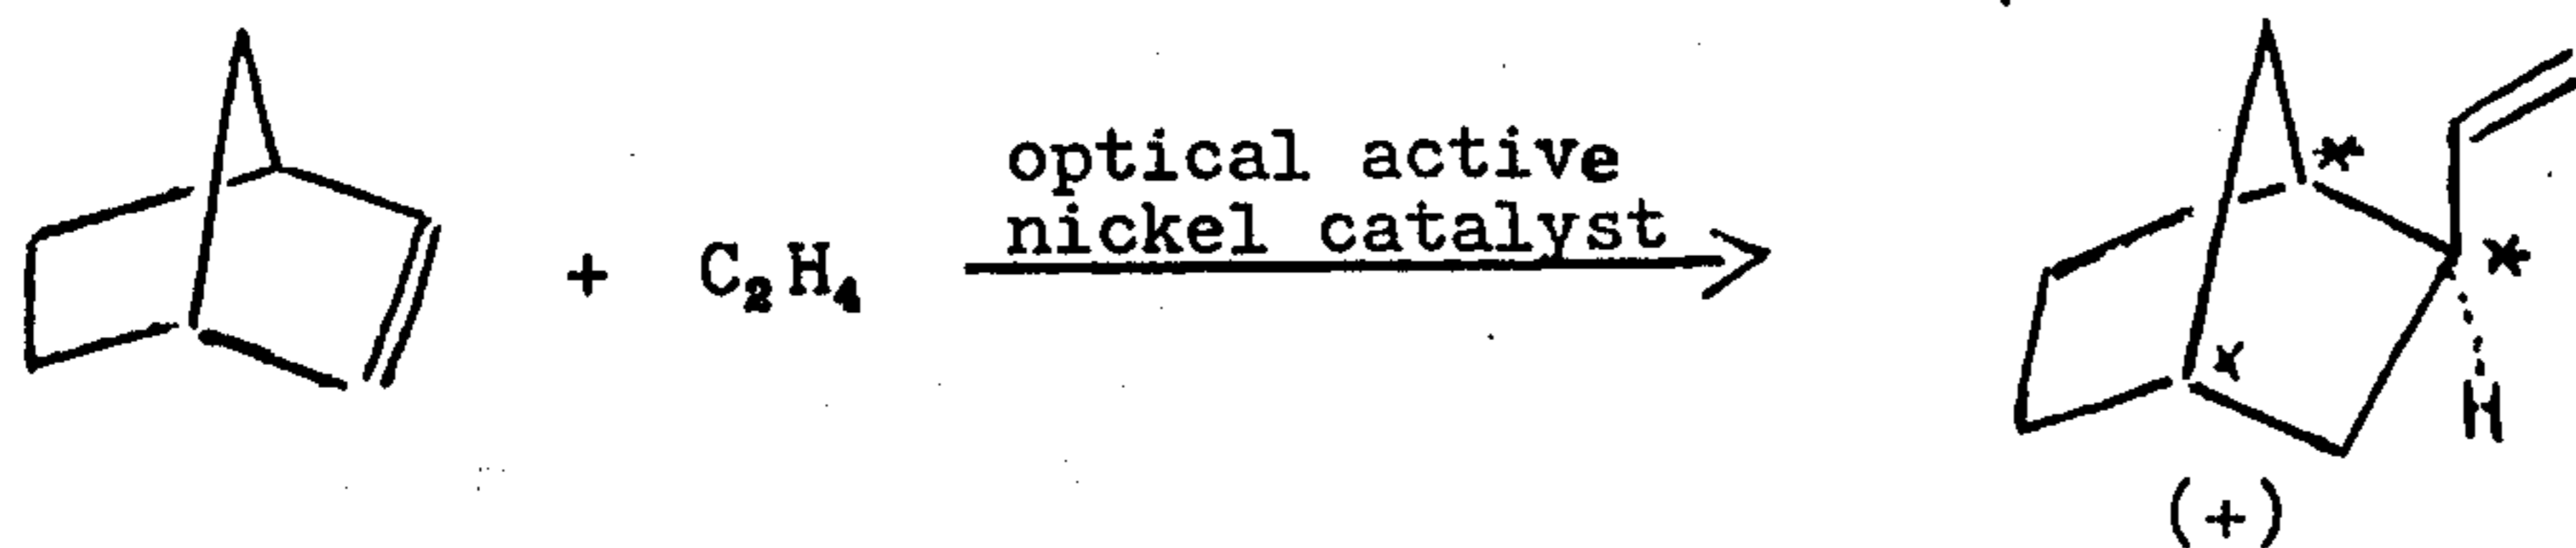 optical active
nickel catalyst
+ C₂H₄
*
*
*
H
(+)